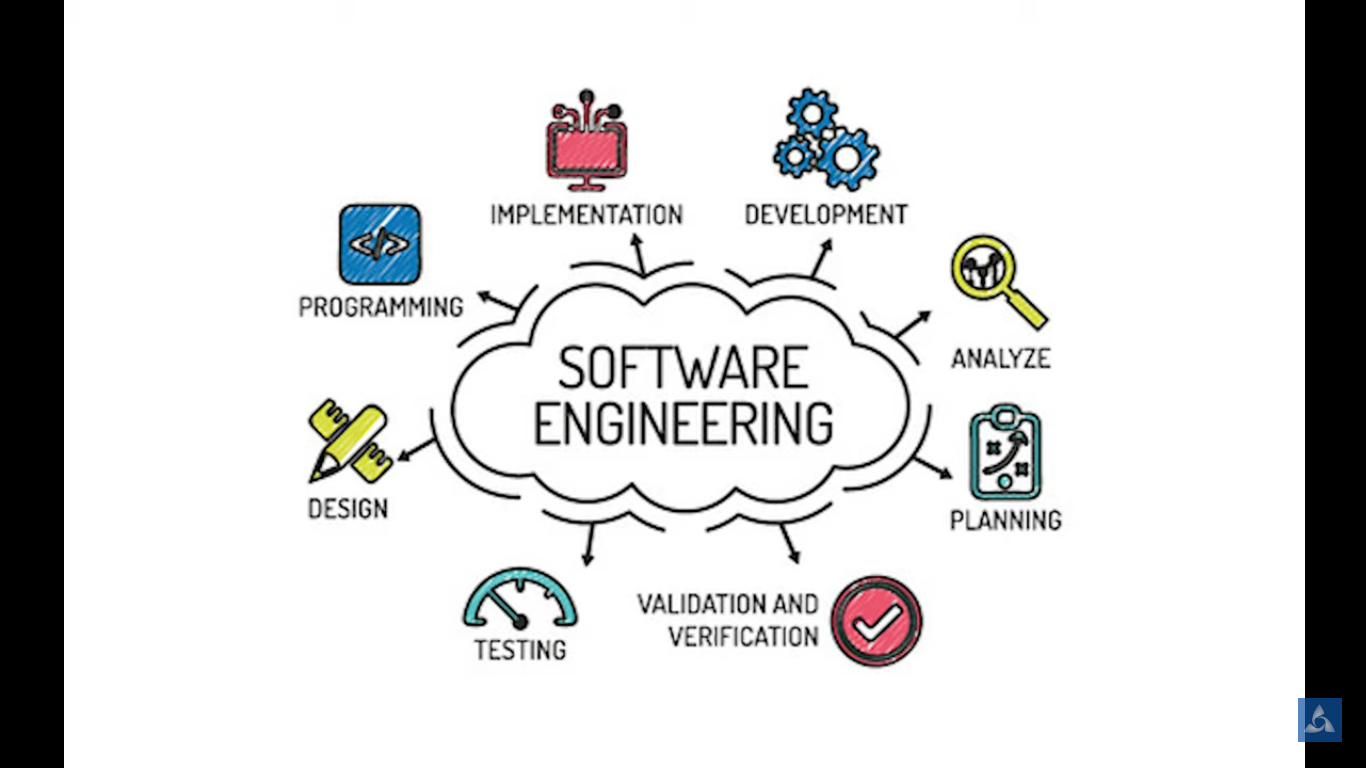 IMPLEMENTATION
DEVELOPMENT
PROGRAMMING
ANALYZE
SOFTWARE
ENGINEERING
DESIGN
PLANNING
TESTING
VALIDATION AND
VERIFICATION